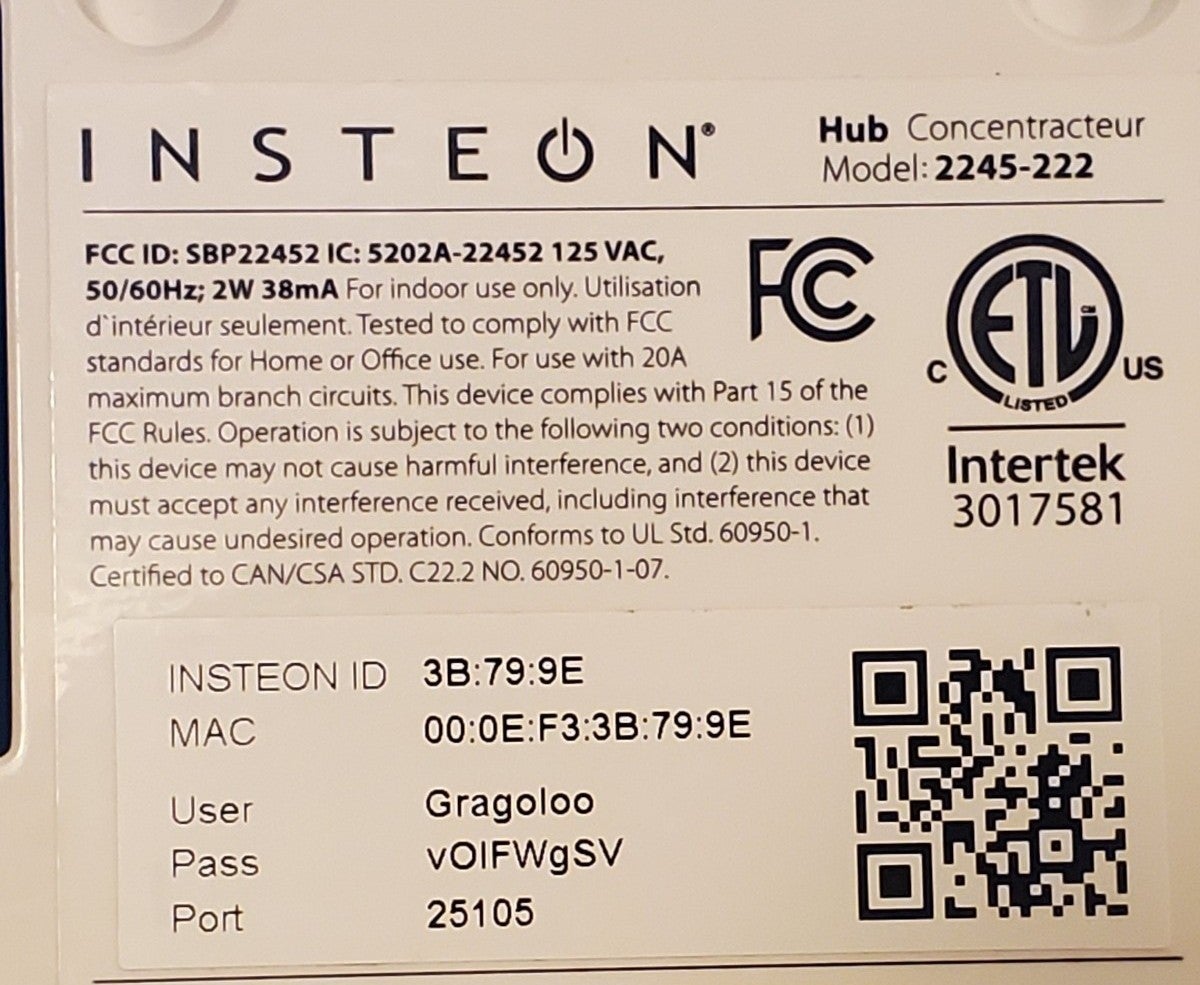 INSTEON®
Hub Concentracteur
Model: 2245-222
FCC ID: SBP22452 IC: 5202A-22452 125 VAC,
50/60Hz; 2W 38mA For indoor use only. Utilisation
d`intérieur seulement. Tested to comply with FCC
standards for Home or Office use. For use with 20A
maximum branch circuits. This device complies with Part 15 of the
FCC Rules. Operation is subject to the following two conditions: (1)
this device may not cause harmful interference, and (2) this device
must accept any interference received, including interference that
may cause undesired operation. Conforms to UL Std. 60950-1.
Certified to CAN/CSA STD. C22.2 NO. 60950-1-07.
FC
ETL
C US
LISTED
Intertek
3017581
INSTEON ID 3B:79:9E
MAC 00:0E:F3:3B:79:9E
User Gragoloo
Pass vOIFWgSV
Port 25105